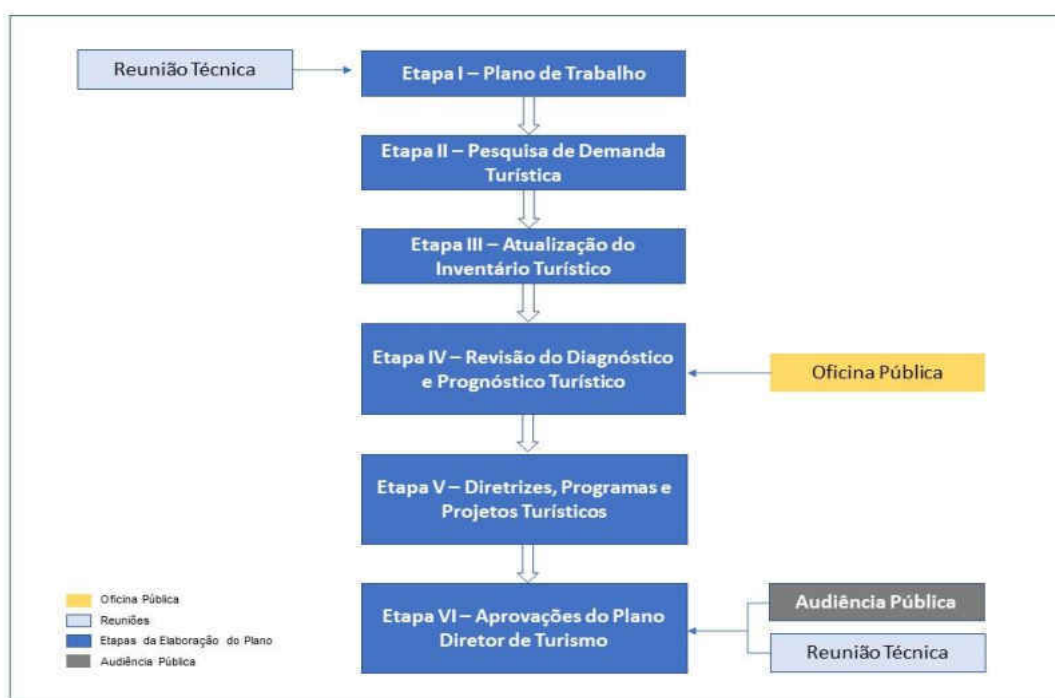 Reunião Técnica
Etapa I – Plano de Trabalho
Etapa II – Pesquisa de Demanda
Turística
Etapa III – Atualização do
Inventário Turístico
Etapa IV – Revisão do Diagnóstico
e Prognóstico Turístico
Oficina Pública
Etapa V – Diretrizes, Programas e
Projetos Turísticos
Etapa VI – Aprovações do Plano
Diretor de Turismo
Audiência Pública
Reunião Técnica
Oficina Pública
Reuniões
Etapas da Elaboração do Plano
Audiência Pública